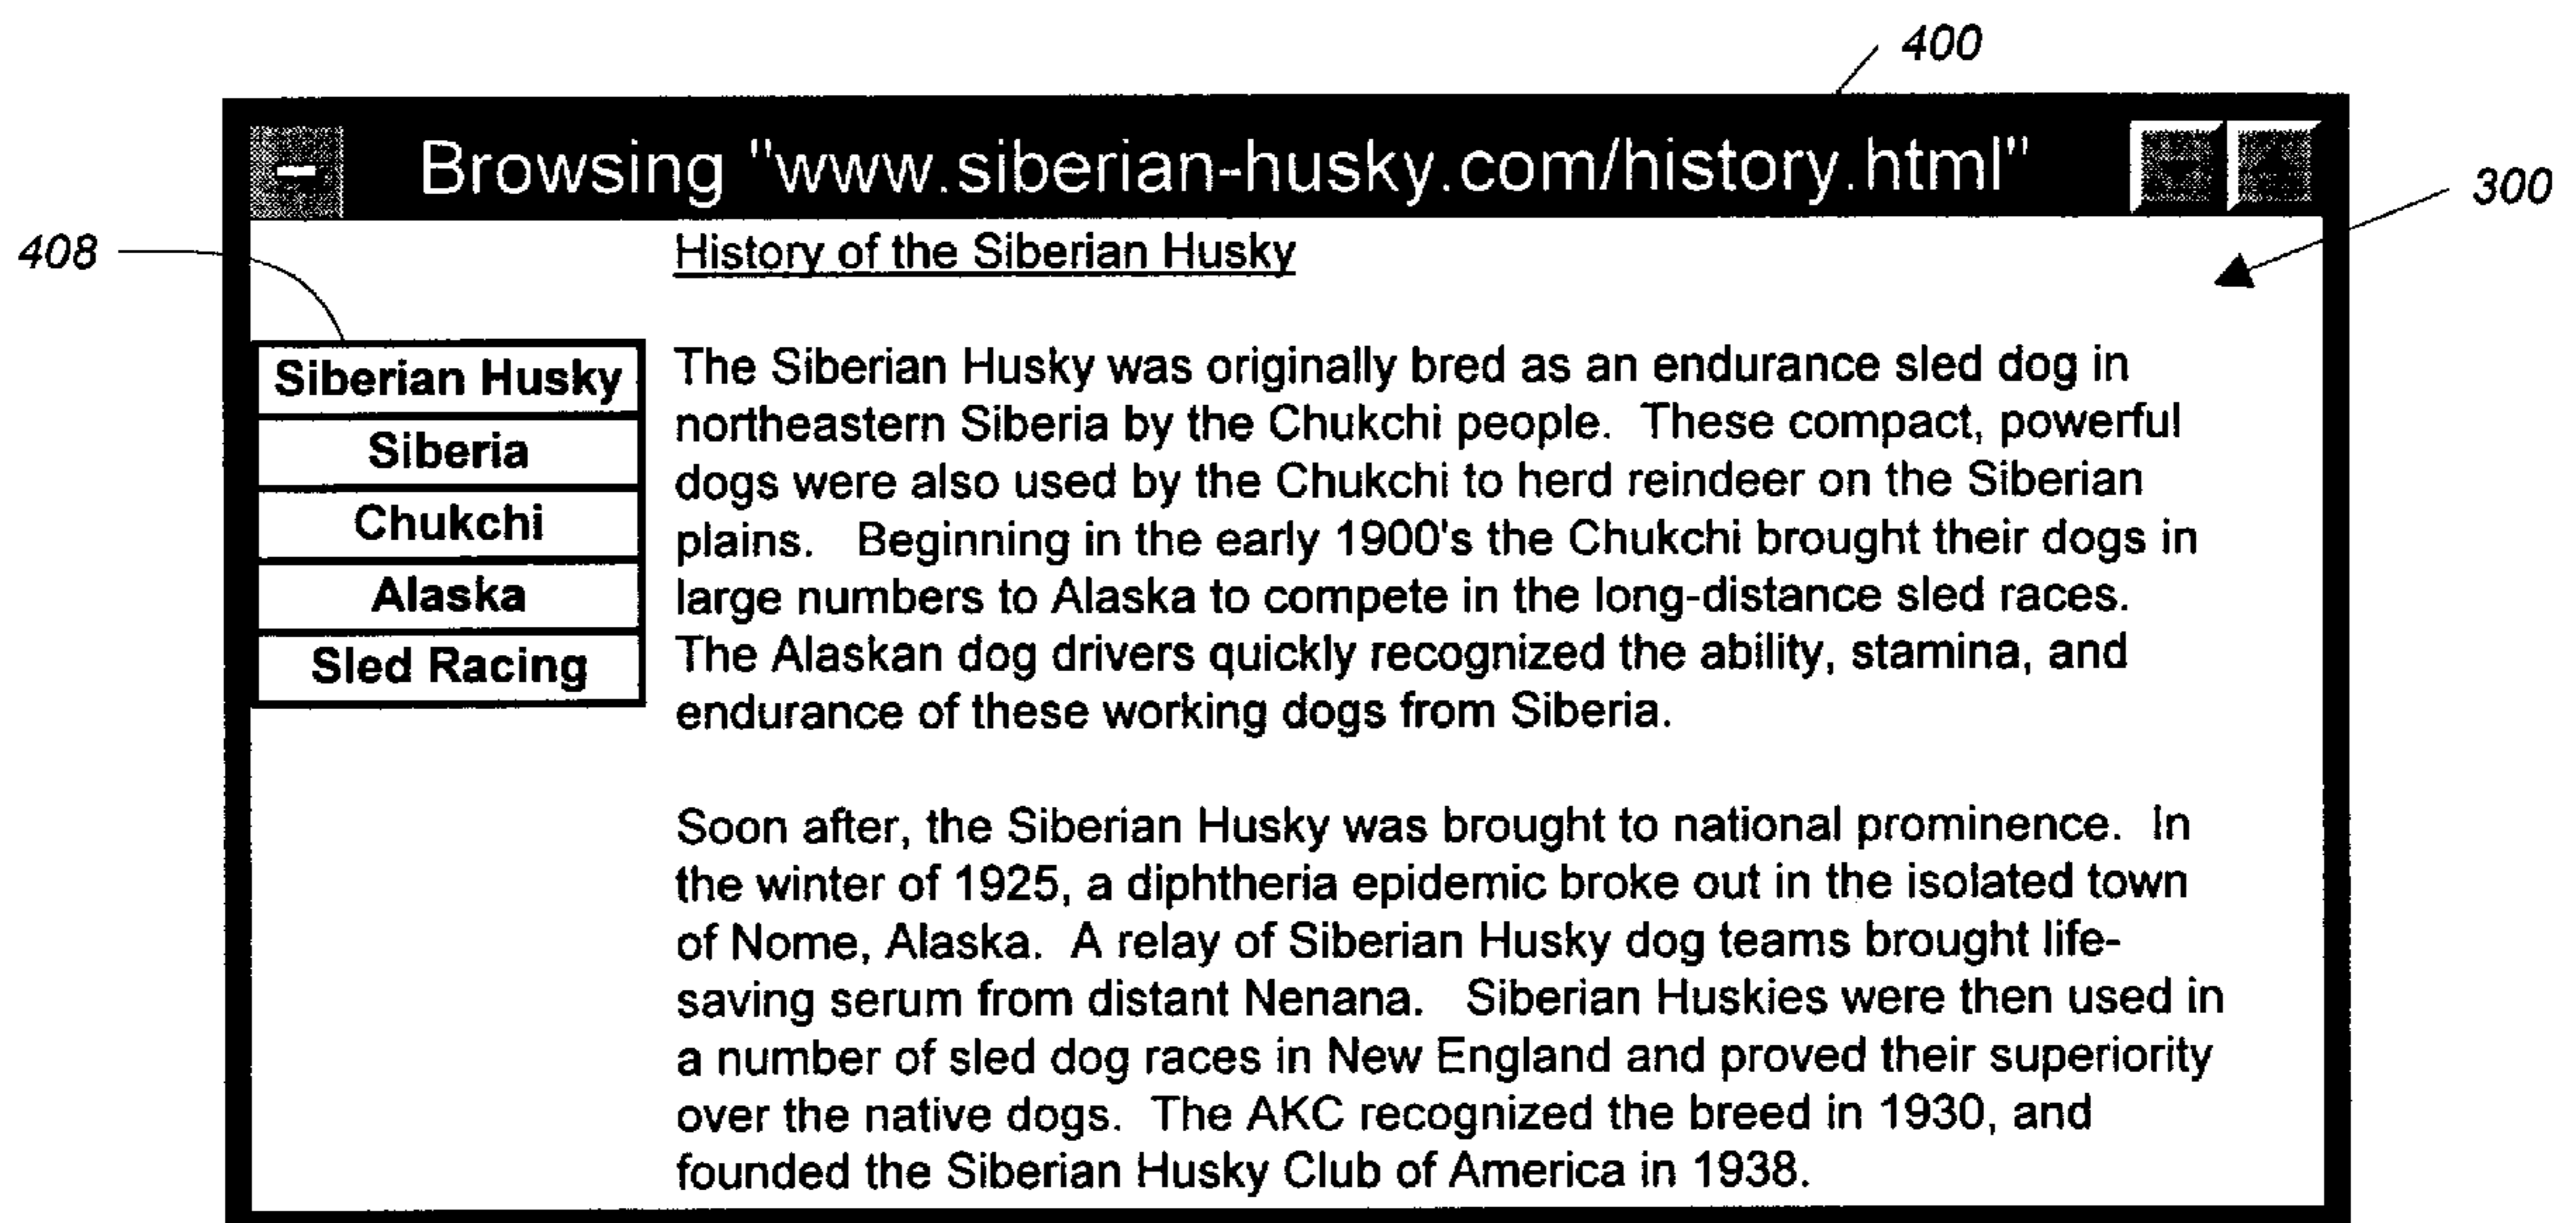 400
Browsing "www.siberian-husky.com/history.html"
300
408
History of the Siberian Husky
Siberian Husky
Siberia
Chukchi
Alaska
Sled Racing
The Siberian Husky was originally bred as an endurance sled dog in
northeastern Siberia by the Chukchi people. These compact, powerful
dogs were also used by the Chukchi to herd reindeer on the Siberian
plains. Beginning in the early 1900's the Chukchi brought their dogs in
large numbers to Alaska to compete in the long-distance sled races.
The Alaskan dog drivers quickly recognized the ability, stamina, and
endurance of these working dogs from Siberia.
Soon after, the Siberian Husky was brought to national prominence. In
the winter of 1925, a diphtheria epidemic broke out in the isolated town
of Nome, Alaska. A relay of Siberian Husky dog teams brought life-
saving serum from distant Nenana. Siberian Huskies were then used in
a number of sled dog races in New England and proved their superiority
over the native dogs. The AKC recognized the breed in 1930, and
founded the Siberian Husky Club of America in 1938.